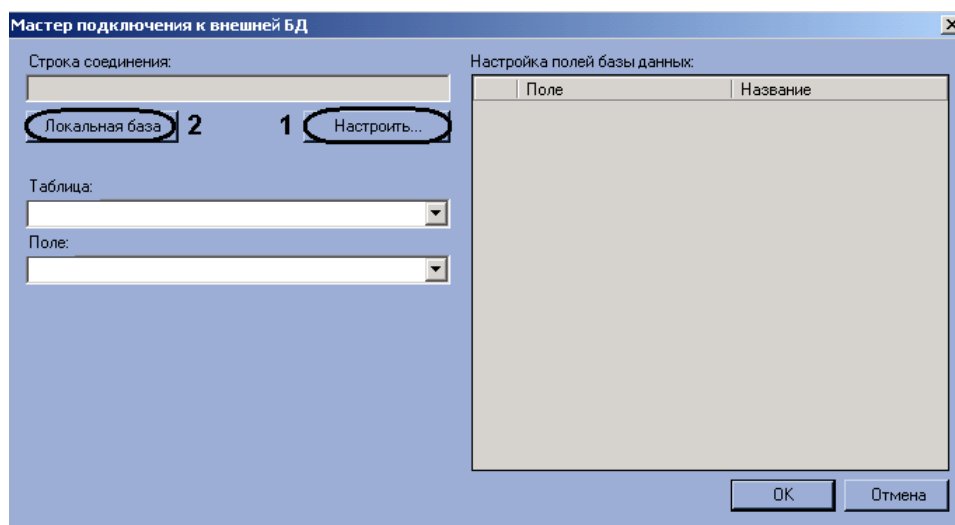 Мастер подключения к внешней БД
Строка соединения:
Локальная база 2 1 Настроить...
Таблица:
Поле:
Настройка полей базы данных:
Поле Название
OK Отмена